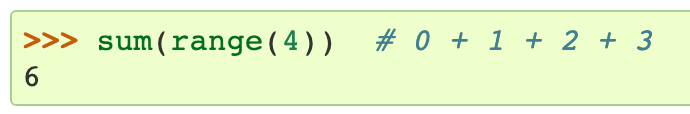 >>> sum(range(4))  # 0 + 1 + 2 + 3
6